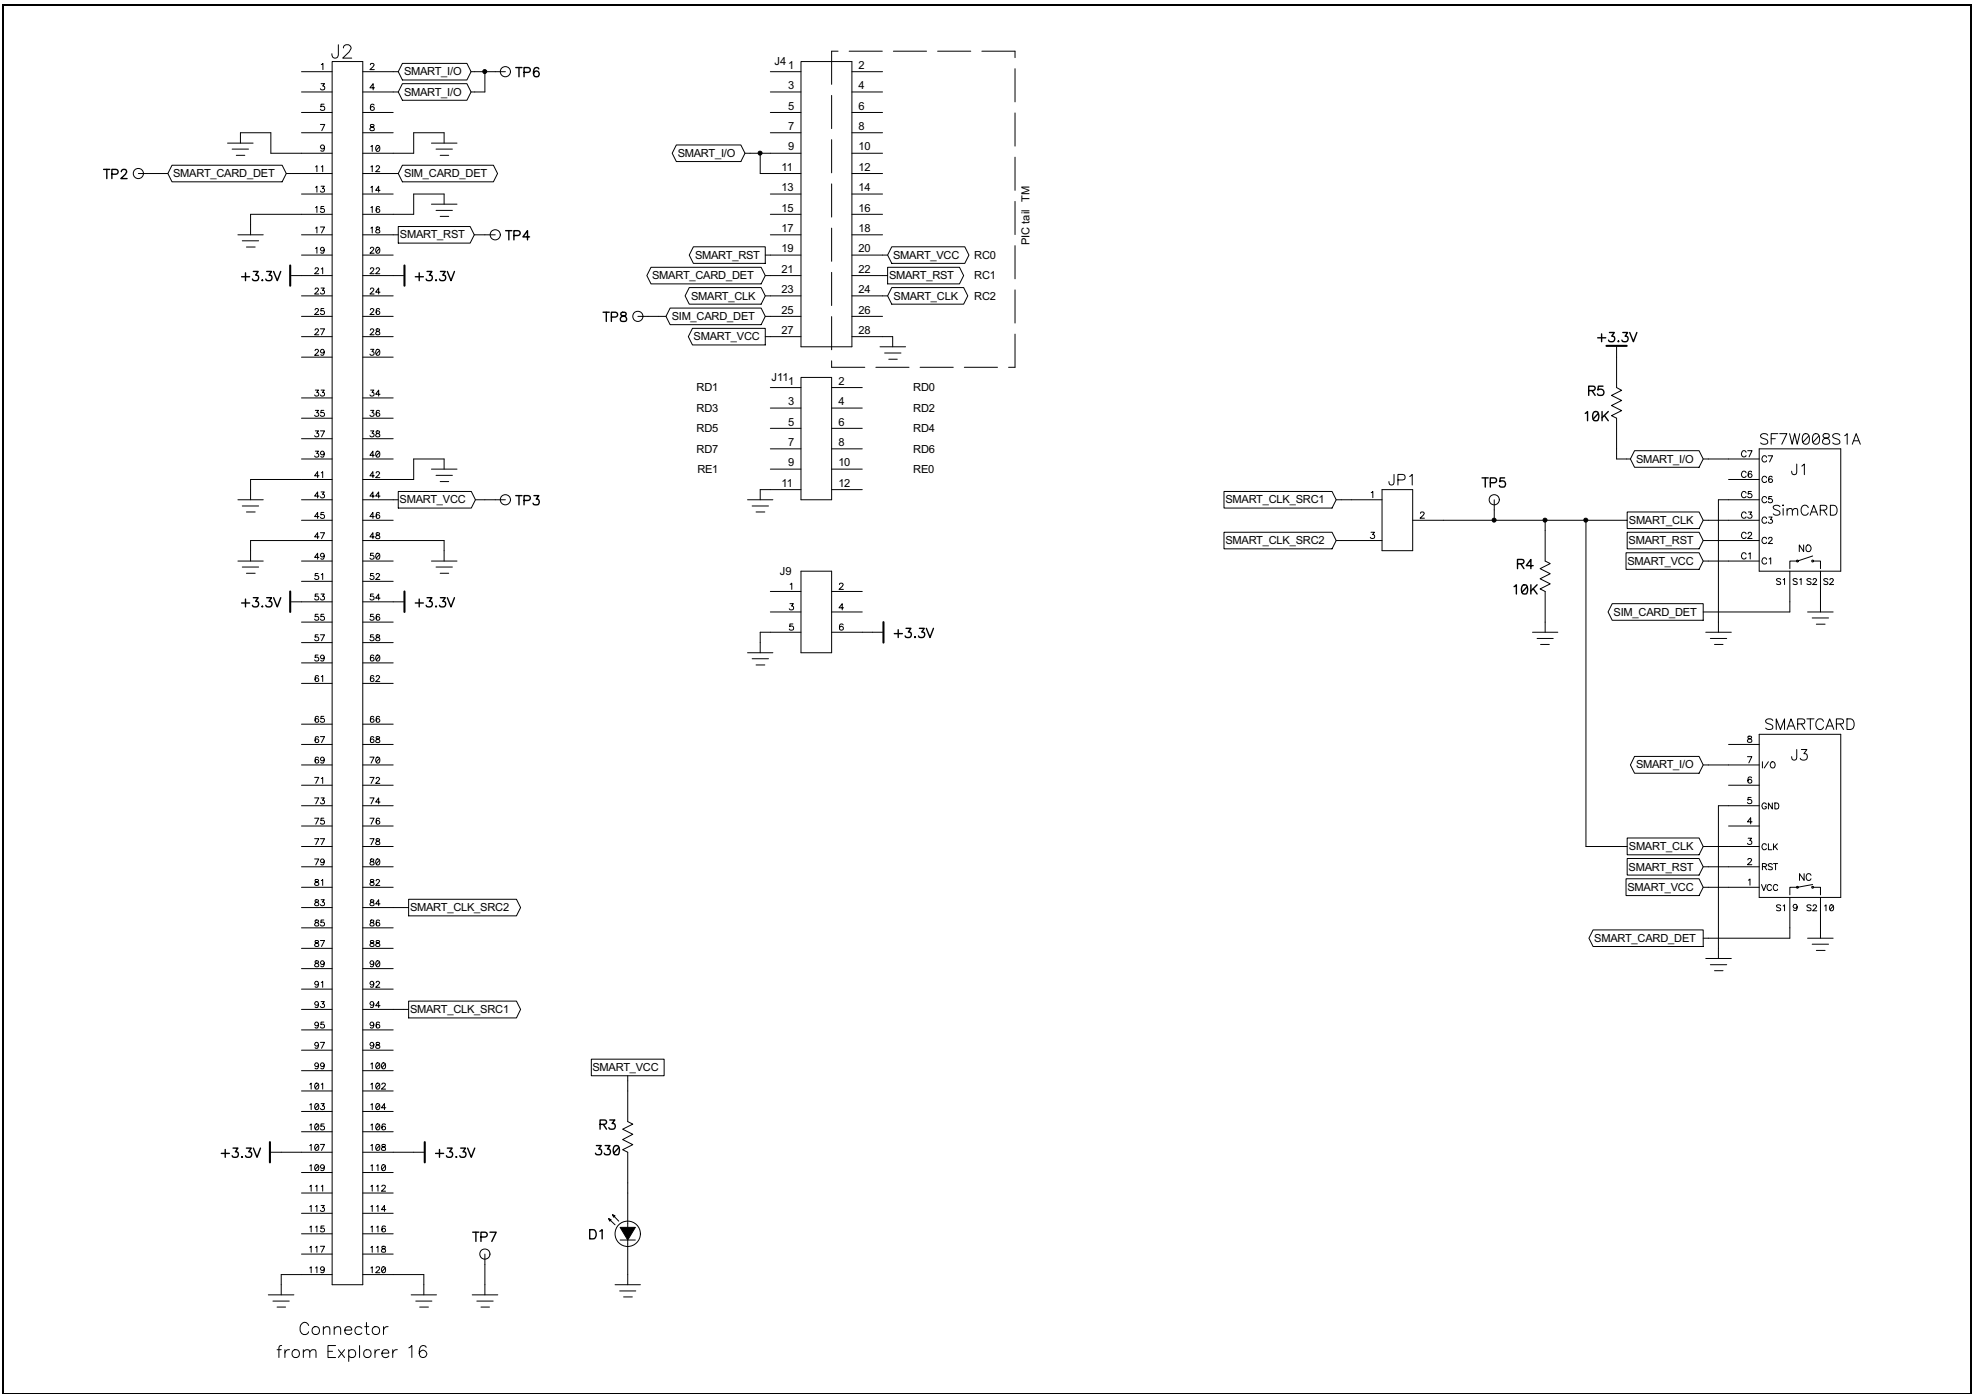 J2
1 2 SMART_I/O TP6
3 4 SMART_I/O
5 6
7 8
9 10
TP2 SMART_CARD_DET 11 12 SIM_CARD_DET
13 14
15 16
17 18 SMART_RST TP4
19 20
+3.3V 21 22 +3.3V
23 24
25 26
27 28
29 30
33 34
35 36
37 38
39 40
41 42
43 44 SMART_VCC TP3
45 46
47 48
49 50
51 52
+3.3V 53 54 +3.3V
55 56
57 58
59 60
61 62
65 66
67 68
69 70
71 72
73 74
75 76
77 78
79 80
81 82
83 84 SMART_CLK_SRC2
85 86
87 88
89 90
91 92
93 94 SMART_CLK_SRC1
95 96
97 98
99 100
101 102
103 104
105 106
+3.3V 107 108 +3.3V
109 110
111 112
113 114
115 116
117 118
119 120
TP7
Connector
from Explorer 16
J4
1 2
3 4
5 6
7 8
SMART_I/O 9 10
11 12
13 14
15 16
17 18
SMART_RST 19 20 SMART_VCC RC0
SMART_CARD_DET 21 22 SMART_RST RC1
SMART_CLK 23 24 SMART_CLK RC2
TP8 SIM_CARD_DET 25 26
SMART_VCC 27 28
PIC tail TM
J11
RD1 1 2 RD0
RD3 3 4 RD2
RD5 5 6 RD4
RD7 7 8 RD6
RE1 9 10 RE0
11 12
J9
1 2
3 4
5 6 +3.3V
SMART_VCC
R3
330
D1
JP1
SMART_CLK_SRC1 1
2
SMART_CLK_SRC2 3
TP5
R4
10K
+3.3V
R5
10K
SF7W008S1A
J1
SimCARD
SMART_I/O C7 C7
C6 C6
C5 C5
SMART_CLK C3 C3
SMART_RST C2 C2
SMART_VCC C1 C1
NO
S1 S1 S2 S2
SIM_CARD_DET
SMARTCARD
J3
8
SMART_I/O 7 I/O
6
5 GND
4
SMART_CLK 3 CLK
SMART_RST 2 RST
SMART_VCC 1 VCC
NC
S1 9 S2 10
SMART_CARD_DET